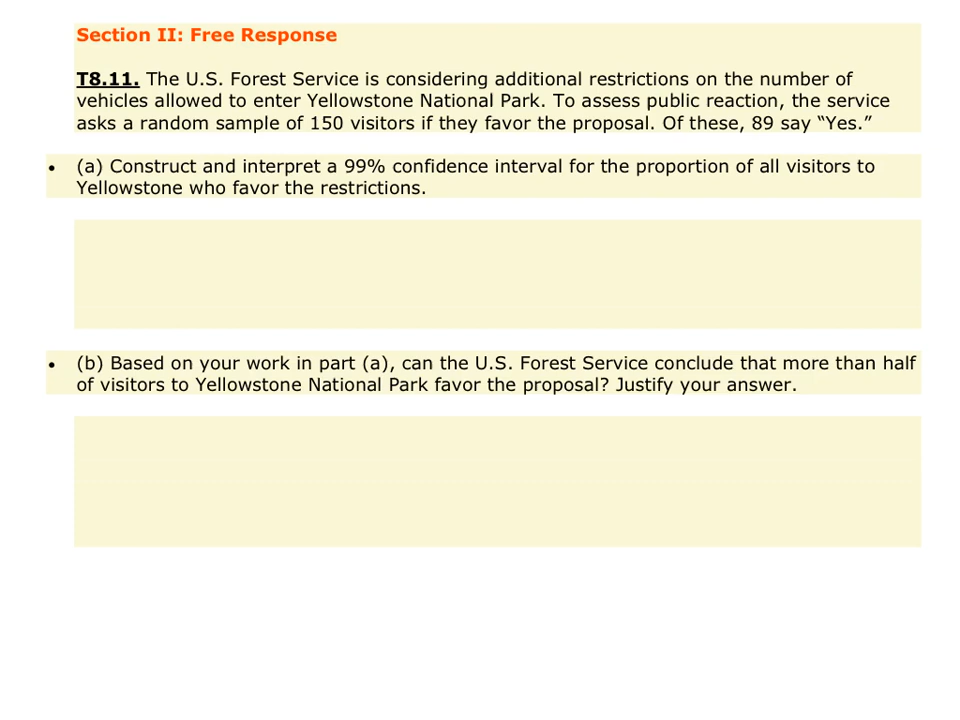 Section II: Free Response
T8.11. The U.S. Forest Service is considering additional restrictions on the number of
vehicles allowed to enter Yellowstone National Park. To assess public reaction, the service
asks a random sample of 150 visitors if they favor the proposal. Of these, 89 say “Yes.”
• (a) Construct and interpret a 99% confidence interval for the proportion of all visitors to
Yellowstone who favor the restrictions.
• (b) Based on your work in part (a), can the U.S. Forest Service conclude that more than half
of visitors to Yellowstone National Park favor the proposal? Justify your answer.